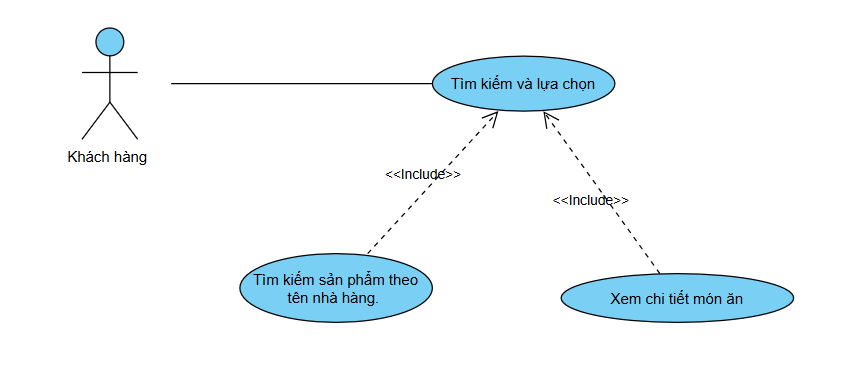 Tìm kiếm và lựa chọn
Khách hàng
<<Include>>
<<Include>>
Tìm kiếm sản phẩm theo
tên nhà hàng.
Xem chi tiết món ăn